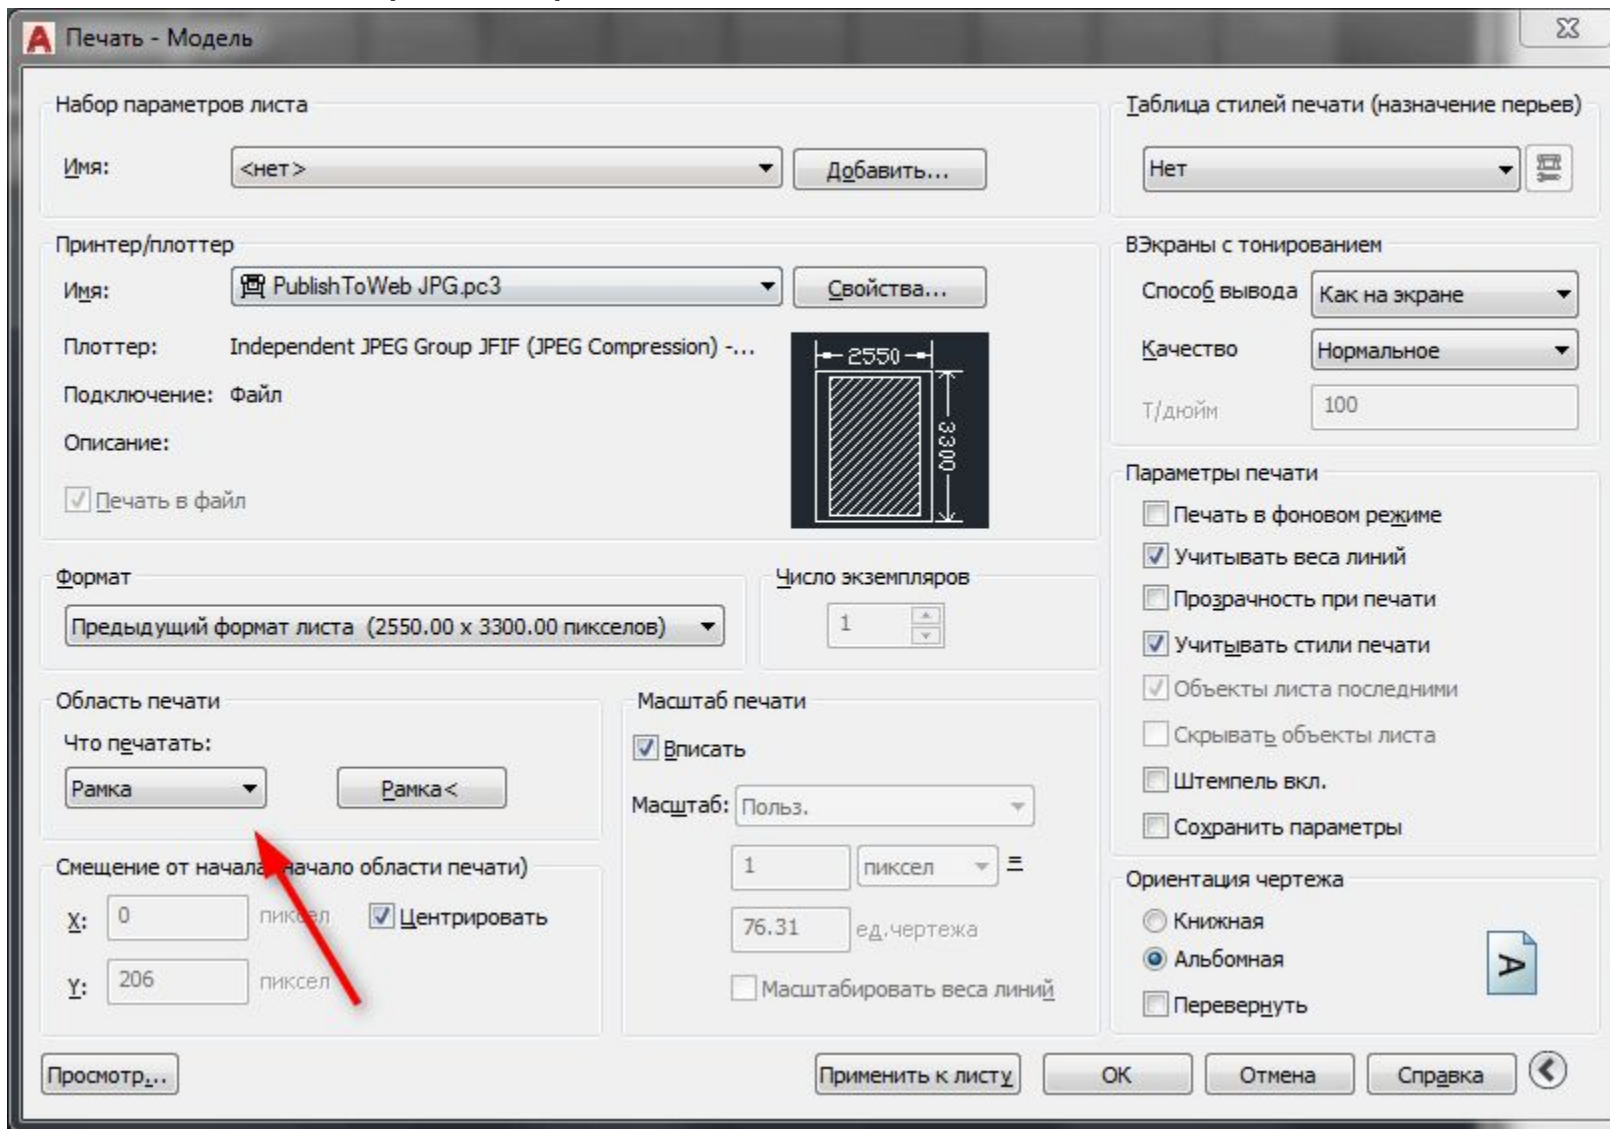 Печать - Модель
Набор параметров листа
Имя:
<нет>
Добавить...
Таблица стилей печати (назначение перьев)
Нет
Принтер/плоттер
Имя:
PublishToWeb JPG.pc3
Свойства...
Плоттер:
Independent JPEG Group JFIF (JPEG Compression) -...
Подключение:
Файл
Описание:
Печать в файл
2550
3300
ВЭкраны с тонированием
Способ вывода
Как на экране
Качество
Нормальное
Т/дюйм
100
Формат
Предыдущий формат листа (2550.00 x 3300.00 пикселов)
Число экземпляров
1
Параметры печати
Печать в фоновом режиме
Учитывать веса линий
Прозрачность при печати
Учитывать стили печати
Объекты листа последними
Скрывать объекты листа
Штемпель вкл.
Сохранить параметры
Область печати
Что печатать:
Рамка
Рамка<
Масштаб печати
Вписать
Масштаб:
Польз.
1
пиксел
=
76.31
ед.чертежа
Масштабировать веса линий
Смещение от начала начало области печати)
X:
0
пиксел
Центрировать
Y:
206
пиксел
Ориентация чертежа
Книжная
Альбомная
Перевернуть
A
Просмотр...
Применить к листу
ОК
Отмена
Справка